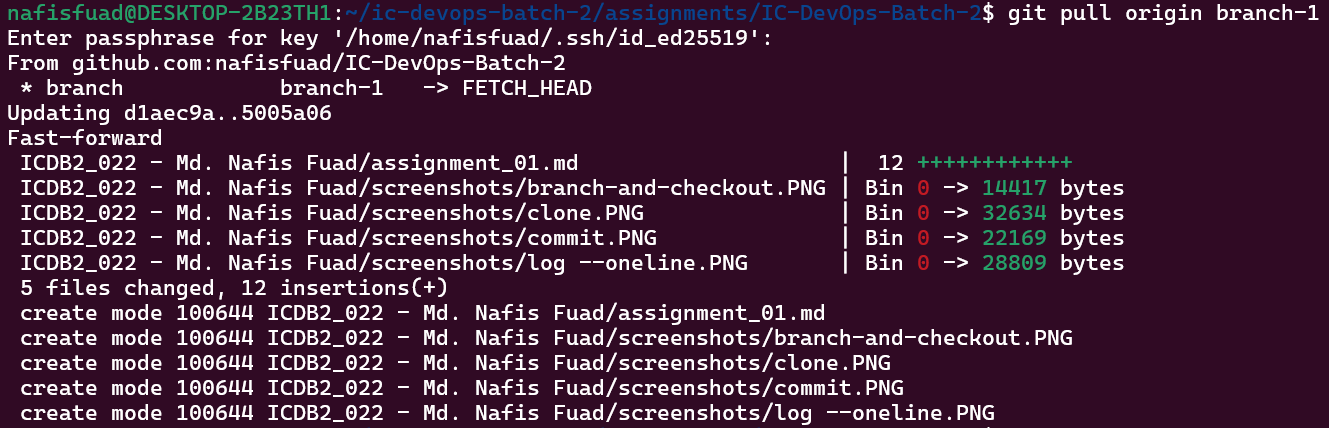 nafisfuad@DESKTOP-2B23TH1:~/ic-devops-batch-2/assignments/IC-DevOps-Batch-2$ git pull origin branch-1
Enter passphrase for key '/home/nafisfuad/.ssh/id_ed25519':
From github.com:nafisfuad/IC-DevOps-Batch-2
 * branch            branch-1   -> FETCH_HEAD
Updating d1aec9a..5005a06
Fast-forward
 ICDB2_022 - Md. Nafis Fuad/assignment_01.md                    |  12 ++++++++++++
 ICDB2_022 - Md. Nafis Fuad/screenshots/branch-and-checkout.PNG | Bin 0 -> 14417 bytes
 ICDB2_022 - Md. Nafis Fuad/screenshots/clone.PNG               | Bin 0 -> 32634 bytes
 ICDB2_022 - Md. Nafis Fuad/screenshots/commit.PNG              | Bin 0 -> 22169 bytes
 ICDB2_022 - Md. Nafis Fuad/screenshots/log --oneline.PNG       | Bin 0 -> 28809 bytes
 5 files changed, 12 insertions(+)
 create mode 100644 ICDB2_022 - Md. Nafis Fuad/assignment_01.md
 create mode 100644 ICDB2_022 - Md. Nafis Fuad/screenshots/branch-and-checkout.PNG
 create mode 100644 ICDB2_022 - Md. Nafis Fuad/screenshots/clone.PNG
 create mode 100644 ICDB2_022 - Md. Nafis Fuad/screenshots/commit.PNG
 create mode 100644 ICDB2_022 - Md. Nafis Fuad/screenshots/log --oneline.PNG